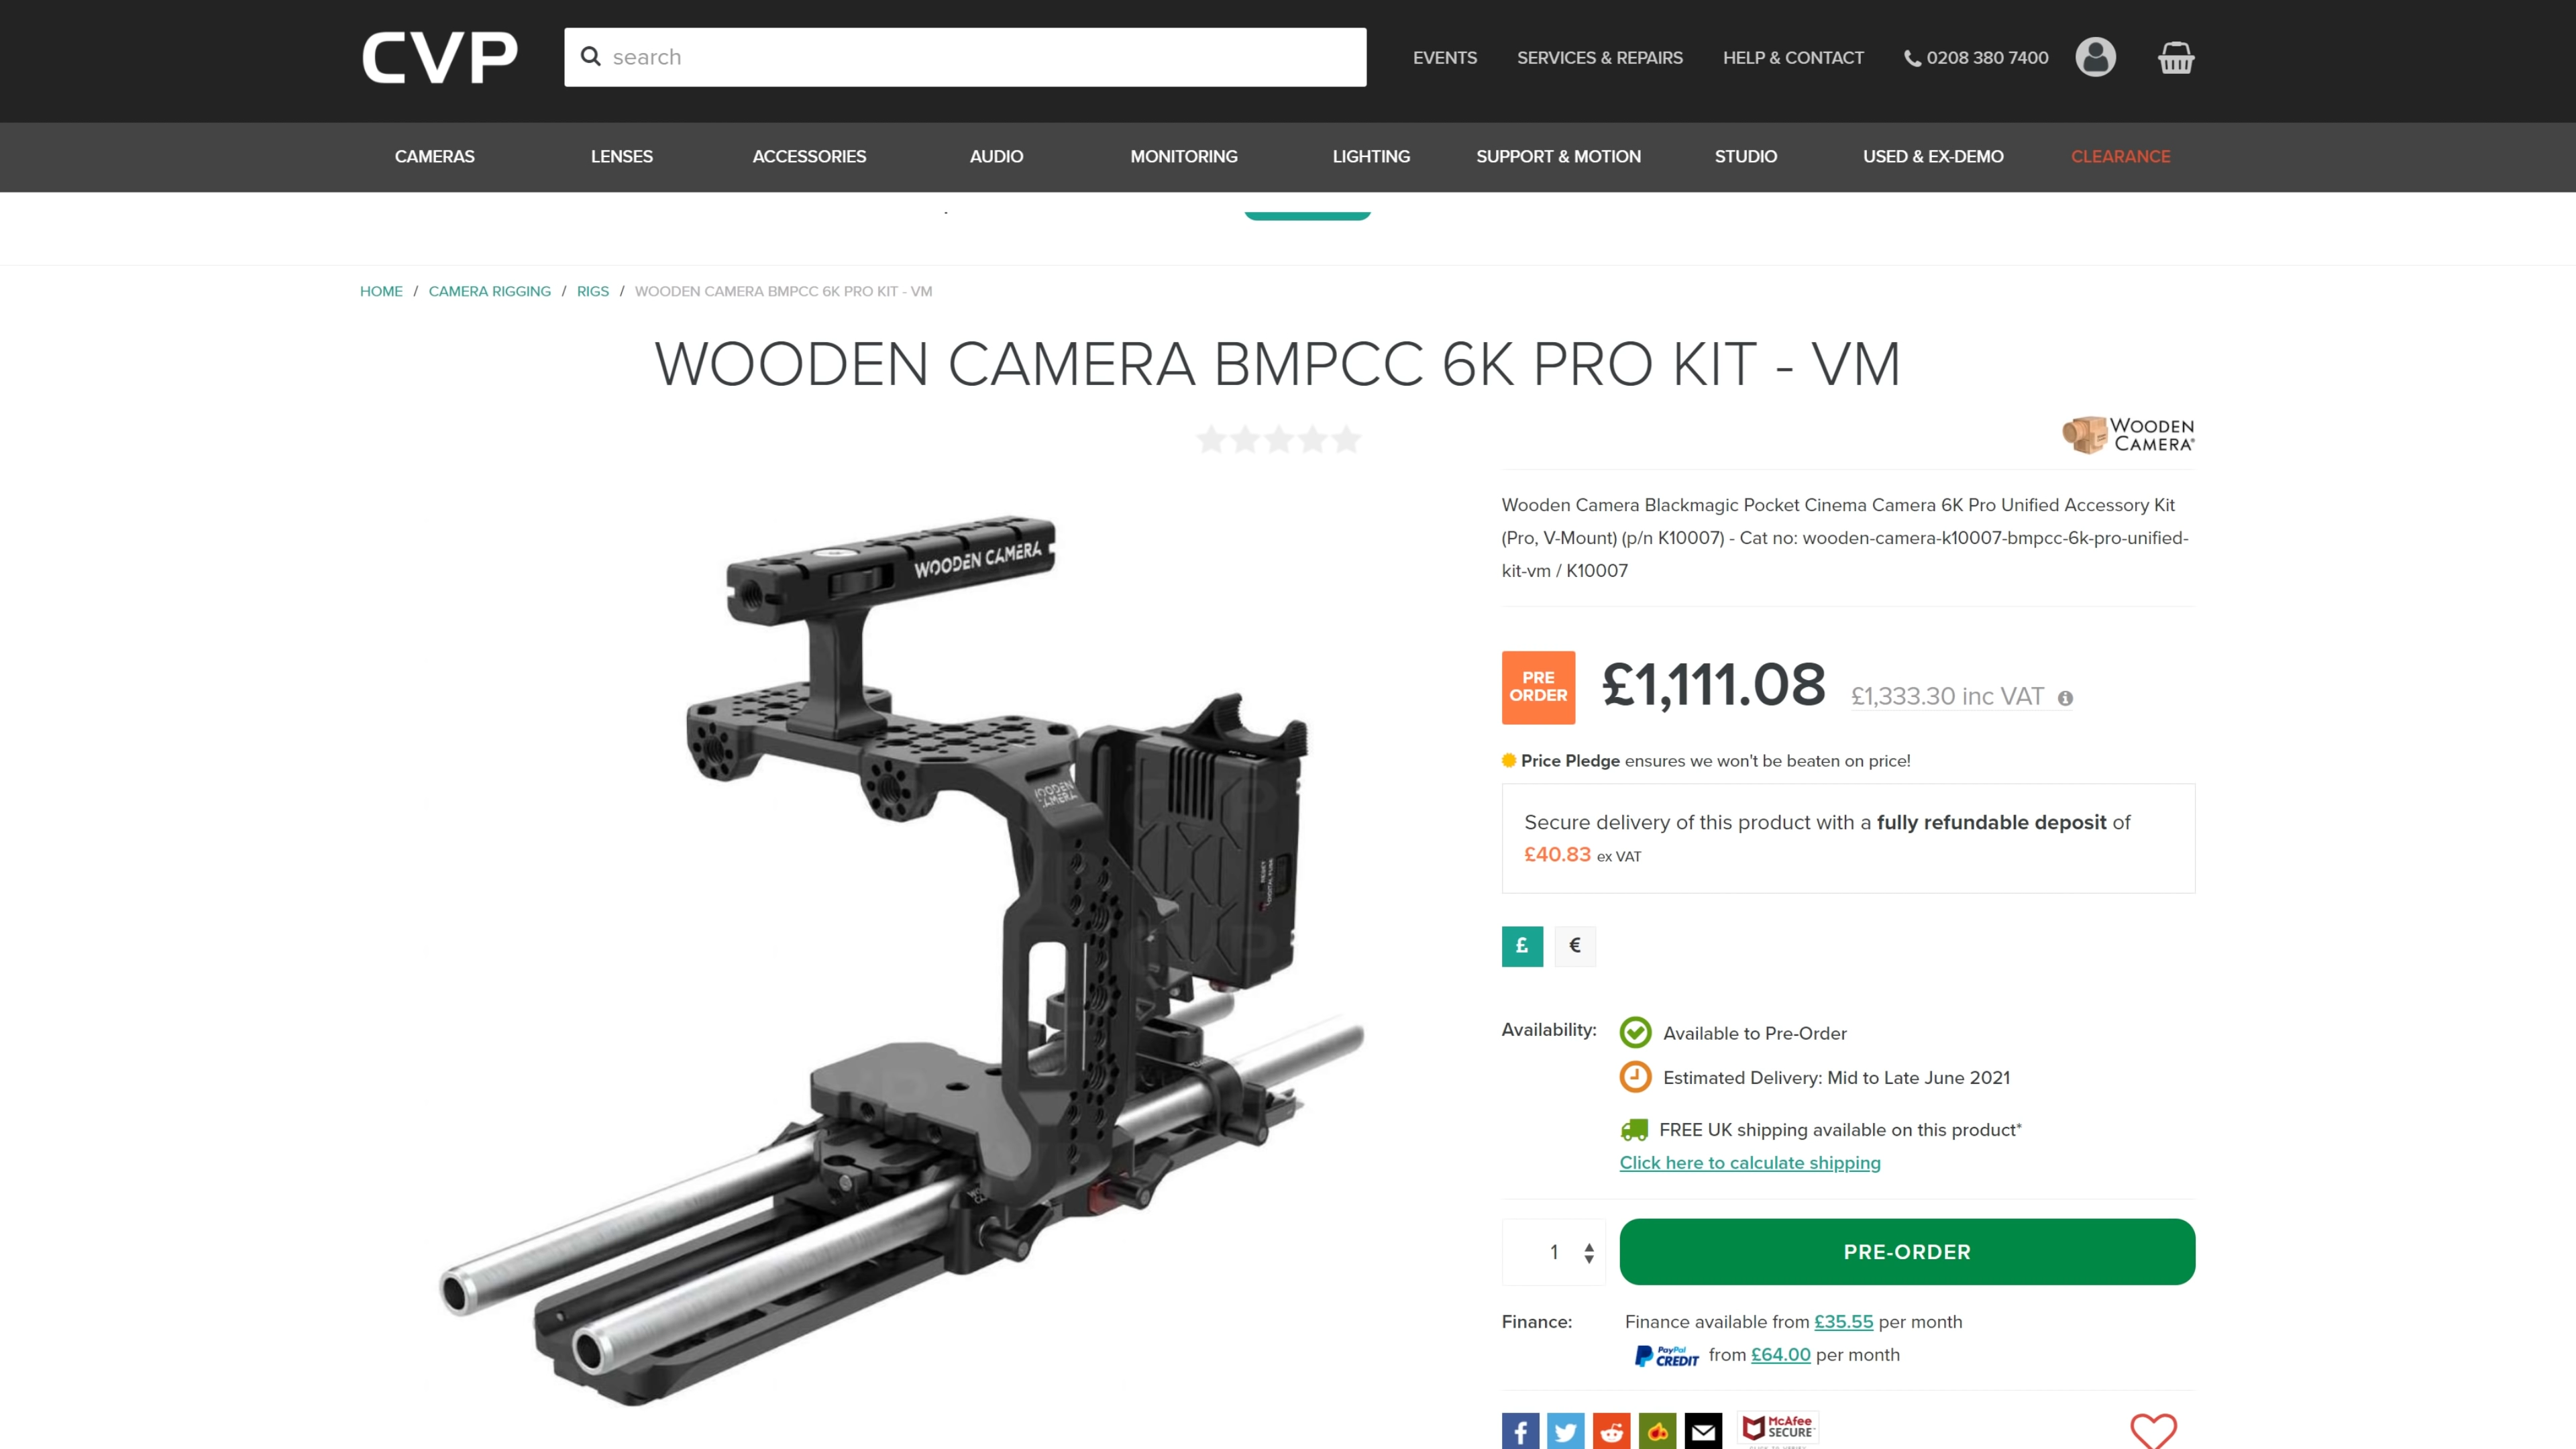 CVP
search
EVENTS
SERVICES & REPAIRS
HELP & CONTACT
0208 380 7400
CAMERAS
LENSES
ACCESSORIES
AUDIO
MONITORING
LIGHTING
SUPPORT & MOTION
STUDIO
USED & EX-DEMO
CLEARANCE
HOME / CAMERA RIGGING / RIGS / WOODEN CAMERA BMPCC 6K PRO KIT - VM
WOODEN CAMERA BMPCC 6K PRO KIT - VM
WOODEN
CAMERA®
WOODEN CAMERA
Wooden Camera Blackmagic Pocket Cinema Camera 6K Pro Unified Accessory Kit
(Pro, V-Mount) (p/n K10007) - Cat no: wooden-camera-k10007-bmpcc-6k-pro-unified-
kit-vm / K10007
PRE
ORDER
£1,111.08
£1,333.30 inc VAT
Price Pledge ensures we won't be beaten on price!
Secure delivery of this product with a fully refundable deposit of
£40.83 ex VAT
£
€
Availability:
Available to Pre-Order
Estimated Delivery: Mid to Late June 2021
FREE UK shipping available on this product*
Click here to calculate shipping
1
PRE-ORDER
Finance:
Finance available from £35.55 per month
PayPal
CREDIT
from £64.00 per month
McAfee
SECURE